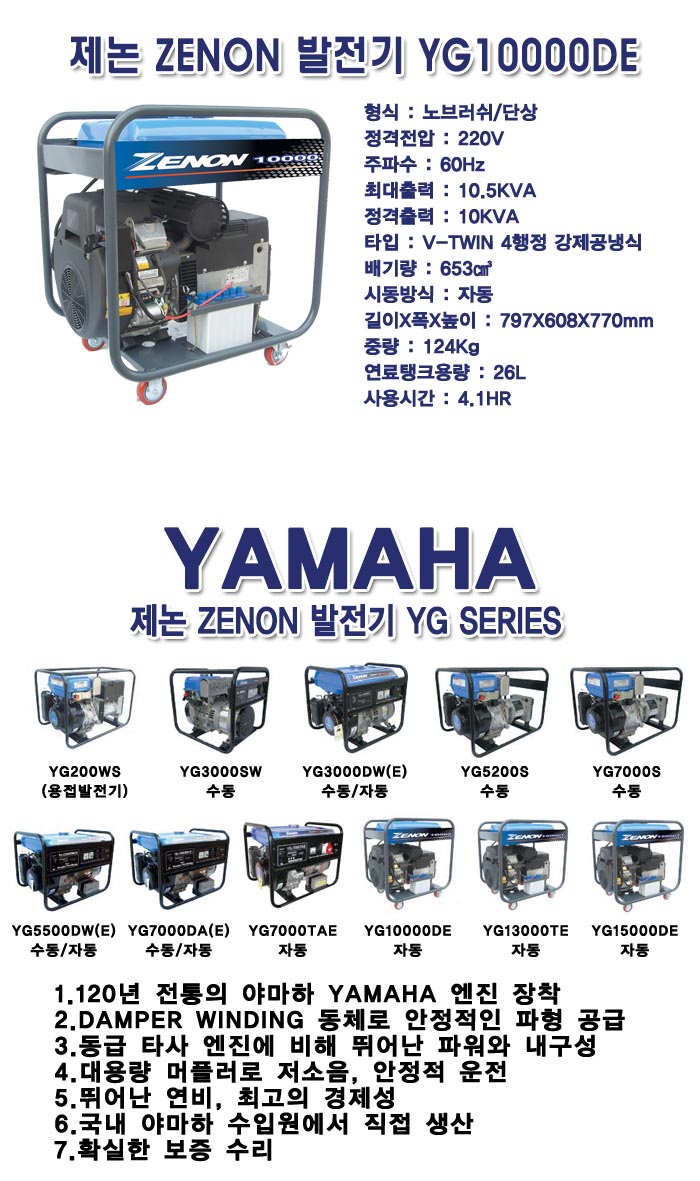 제논 ZENON 발전기 YG10000DE
ZENON 10000
형식 : 노브러쉬/단상
정격전압 : 220V
주파수 : 60Hz
최대출력 : 10.5KVA
정격출력 : 10KVA
타입 : V-TWIN 4행정 강제공냉식
배기량 : 653㎤
시동방식 : 자동
길이X폭X높이 : 797X608X770mm
중량 : 124Kg
연료탱크용량 : 26L
사용시간 : 4.1HR
YAMAHA
제논 ZENON 발전기 YG SERIES
YG200WS YG3000SW YG3000DW(E) YG5200S YG7000S
(용접발전기) 수동 수동/자동 수동 수동
ZENON ZENON ZENON
YG5500DW(E) YG7000DA(E) YG7000TAE YG10000DE YG13000TE YG15000DE
수동/자동 수동/자동 자동 자동 자동 자동
1.120년 전통의 야마하 YAMAHA 엔진 장착
2.DAMPER WINDING 동체로 안정적인 파형 공급
3.동급 타사 엔진에 비해 뛰어난 파워와 내구성
4.대용량 머플러로 저소음, 안정적 운전
5.뛰어난 연비, 최고의 경제성
6.국내 야마하 수입원에서 직접 생산
7.확실한 보증 수리